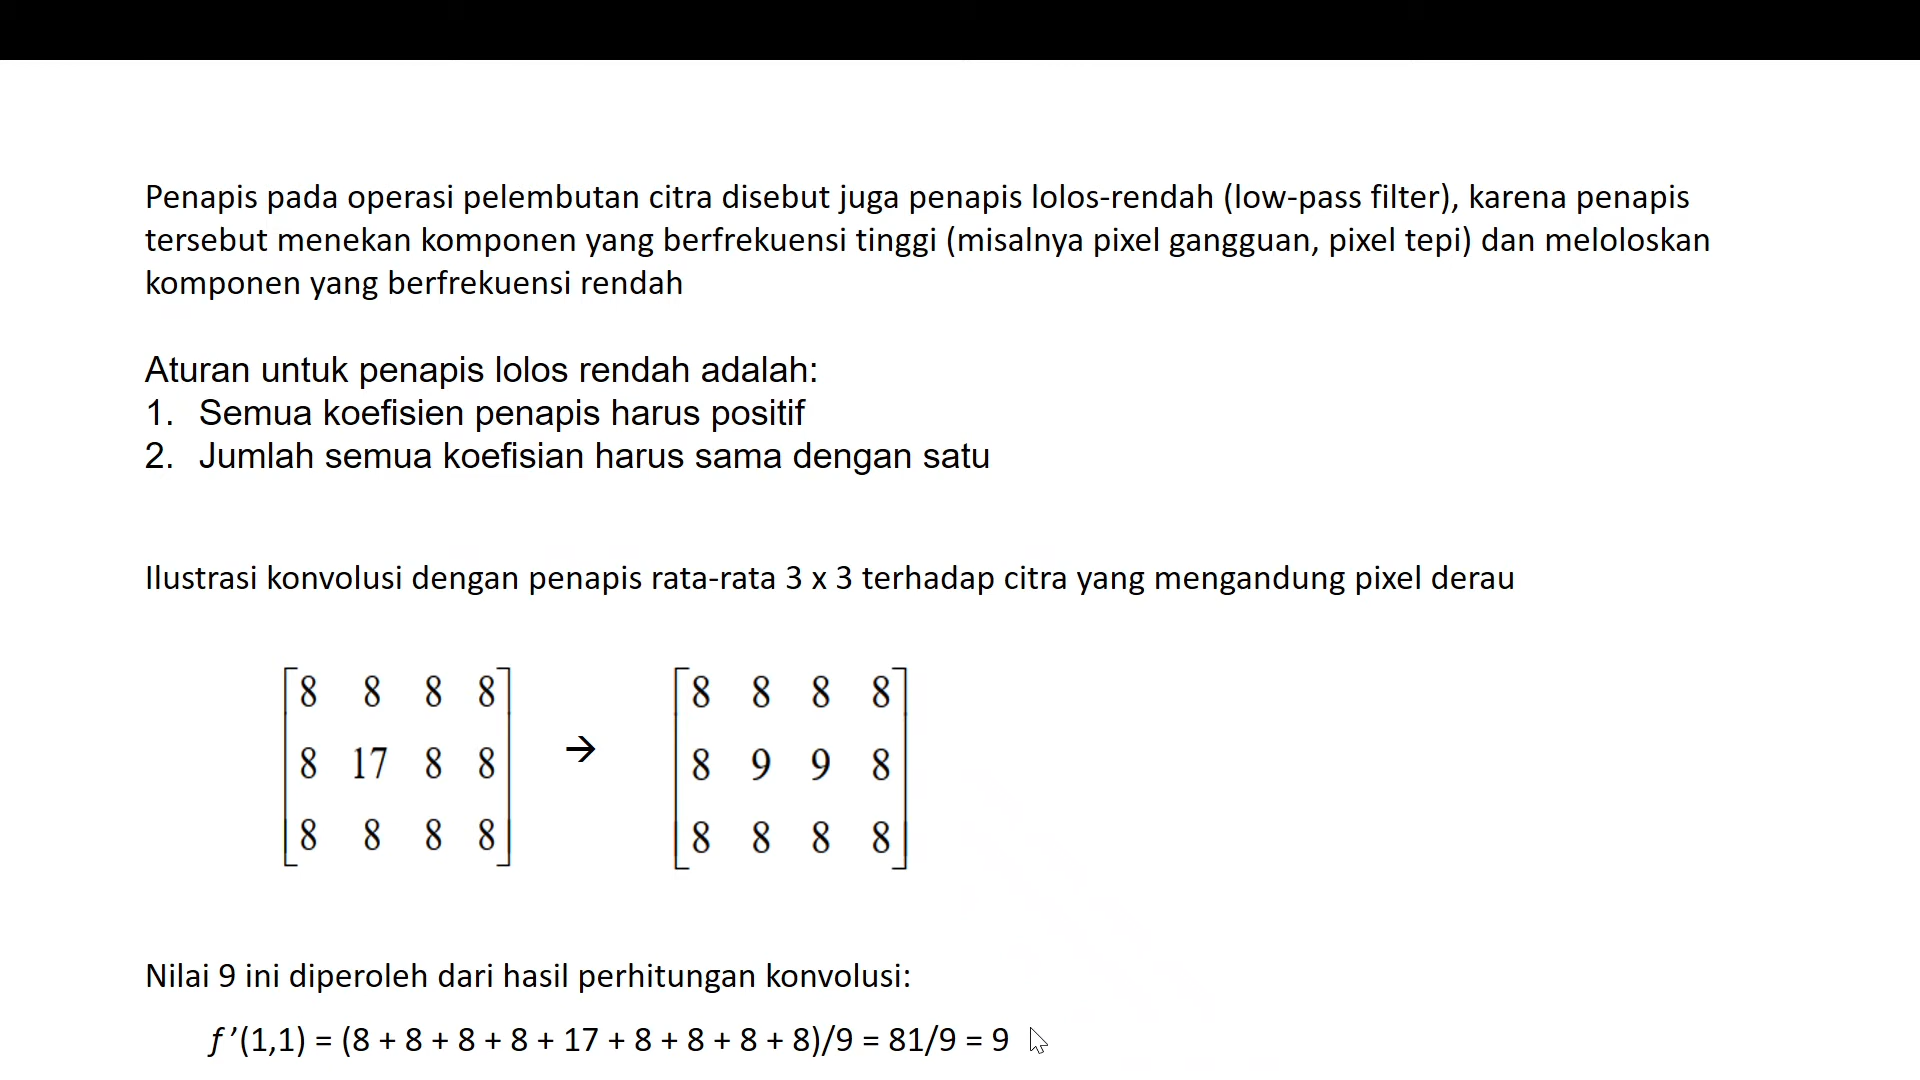 Penapis pada operasi pelembutan citra disebut juga penapis lolos-rendah (low-pass filter), karena penapis
tersebut menekan komponen yang berfrekuensi tinggi (misalnya pixel gangguan, pixel tepi) dan meloloskan
komponen yang berfrekuensi rendah
Aturan untuk penapis lolos rendah adalah:
1. Semua koefisien penapis harus positif
2. Jumlah semua koefisian harus sama dengan satu
Ilustrasi konvolusi dengan penapis rata-rata 3 x 3 terhadap citra yang mengandung pixel derau
8 8 8 8 8 8 8 8
8 17 8 8 → 8 9 9 8
8 8 8 8 8 8 8 8
Nilai 9 ini diperoleh dari hasil perhitungan konvolusi:
f’(1,1) = (8 + 8 + 8 + 8 + 17 + 8 + 8 + 8 + 8)/9 = 81/9 = 9